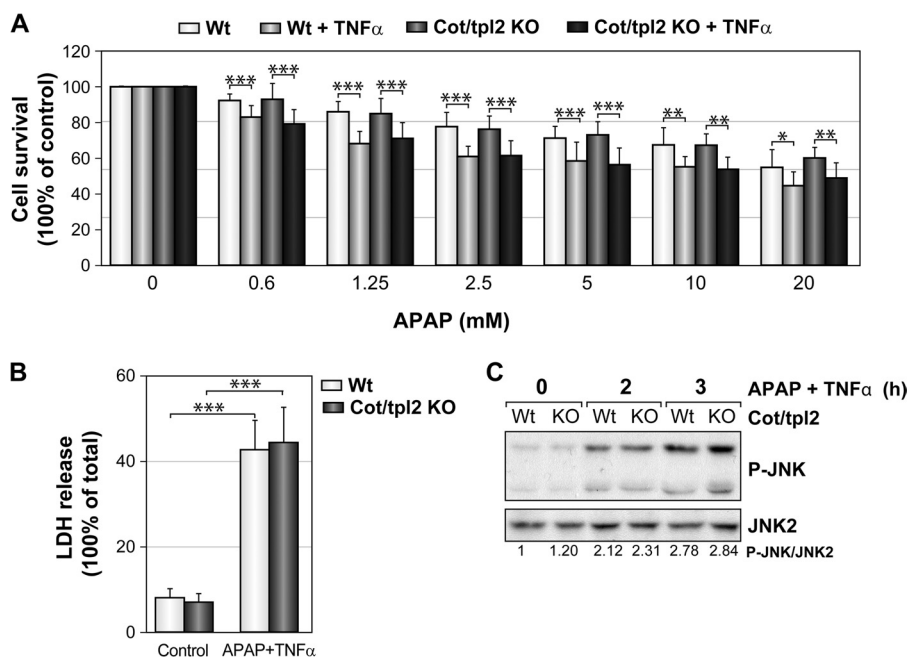 A
Wt Wt + TNFα Cot/tpl2 KO Cot/tpl2 KO + TNFα
Cell survival
(100% of control)
120
100
80
60
40
20
0
*** *** *** *** *** *** *** *** ** ** * **
0 0.6 1.25 2.5 5 10 20
APAP (mM)
B
LDH release
(100% of total)
60
40
20
0
***
***
Wt
Cot/tpl2 KO
Control APAP+TNFα
C
0 2 3 APAP + TNFα (h)
Wt KO Wt KO Wt KO Cot/tpl2
P-JNK
JNK2
1 1.20 2.12 2.31 2.78 2.84 P-JNK/JNK2